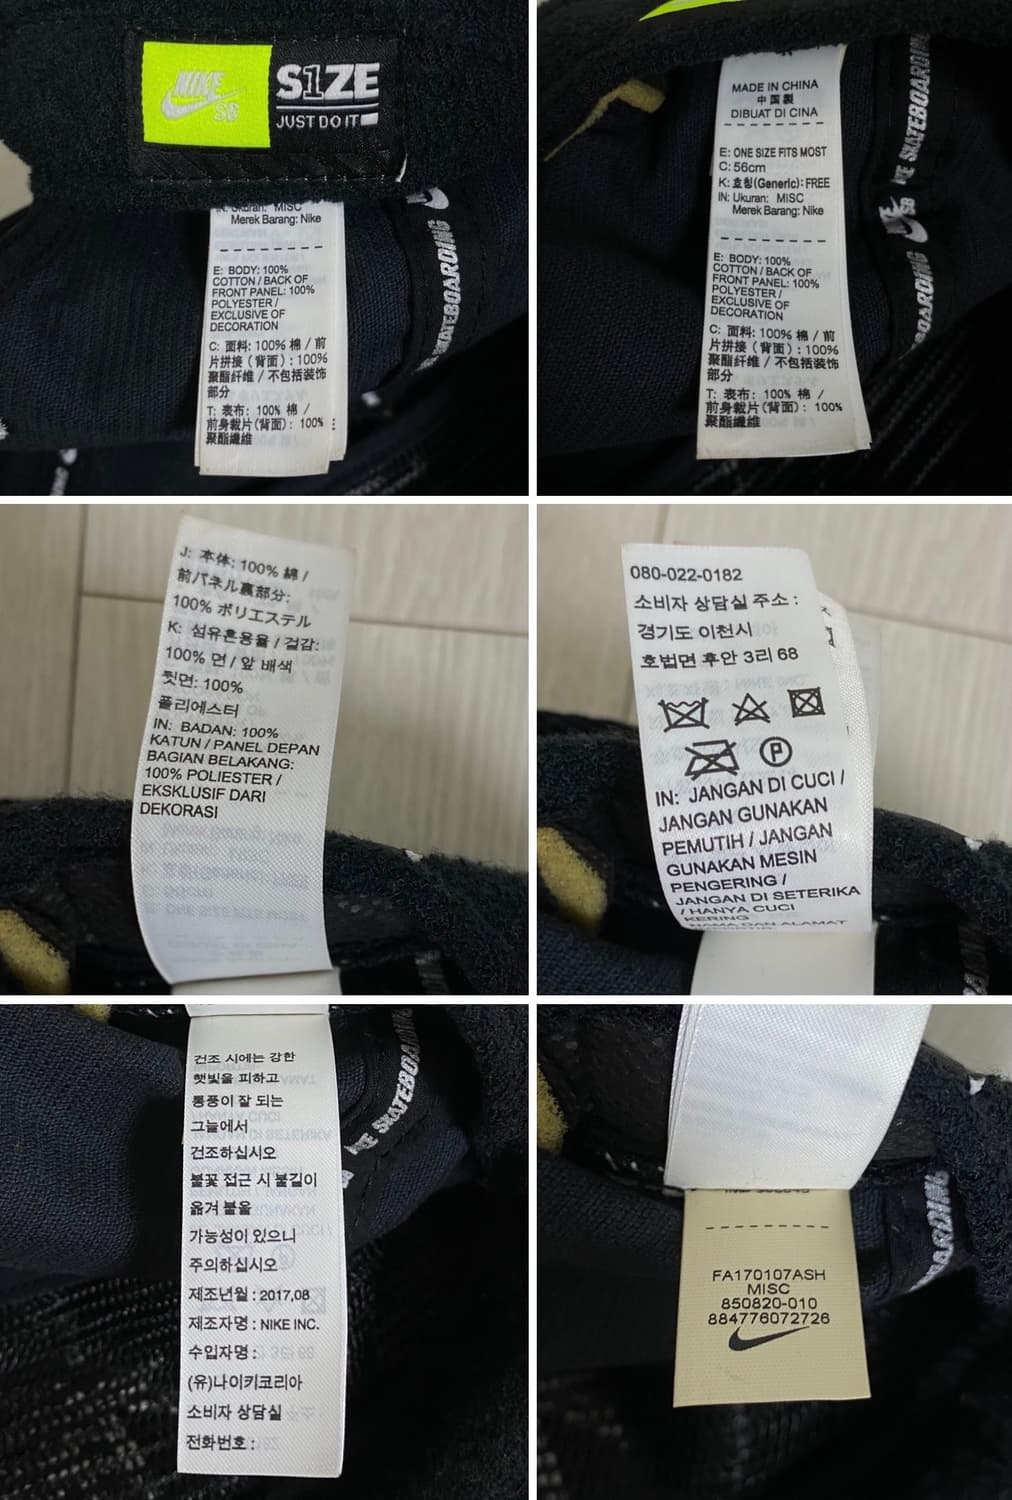 NIKE
SB
S1ZE
JUST DO IT
IN: Ukuran: MISC
Merek Barang: Nike
E: BODY: 100%
COTTON / BACK OF
FRONT PANEL: 100%
POLYESTER /
EXCLUSIVE OF
DECORATION
C: 面料: 100% 棉 / 前
片拼接 (背面) : 100%
聚酯纤维 / 不包括装饰
部分
T: 表布: 100% 棉 /
前身裁片(背面) : 100%
聚酯纖維
SKATEBOARDING
MADE IN CHINA
中国製
DIBUAT DI CINA
E: ONE SIZE FITS MOST
C: 56cm
K: 호칭(Generic): FREE
IN: Ukuran: MISC
Merek Barang: Nike
E: BODY: 100%
COTTON / BACK OF
FRONT PANEL: 100%
POLYESTER /
EXCLUSIVE OF
DECORATION
C: 面料: 100% 棉 / 前
片拼接 (背面) : 100%
聚酯纤维 / 不包括装饰
部分
T: 表布: 100% 棉 /
前身裁片(背面) : 100%
聚酯纖維
SKATEBOARDING
SB
J: 本体: 100% 綿 /
前パネル裏部分:
100% ポリエステル
K: 섬유혼용율 / 겉감:
100% 면 / 앞 배색
뒷면: 100%
폴리에스터
IN: BADAN: 100%
KATUN / PANEL DEPAN
BAGIAN BELAKANG:
100% POLIESTER /
EKSKLUSIF DARI
DEKORASI
080-022-0182
소비자 상담실 주소 :
경기도 이천시
호법면 후안 3리 68
P
IN: JANGAN DI CUCI /
JANGAN GUNAKAN
PEMUTIH / JANGAN
GUNAKAN MESIN
PENGERING /
JANGAN DI SETERIKA
/ HANYA CUCI
KERING
NAMA DAN ALAMAT
건조 시에는 강한
햇빛을 피하고
통풍이 잘 되는
그늘에서
건조하십시오
불꽃 접근 시 불길이
옮겨 붙을
가능성이 있으니
주의하십시오
제조년월 : 2017,08
제조자명 : NIKE INC.
수입자명 :
(유)나이키코리아
소비자 상담실
전화번호 :
SKATEBOARDING
FA170107ASH
MISC
850820-010
884776072726